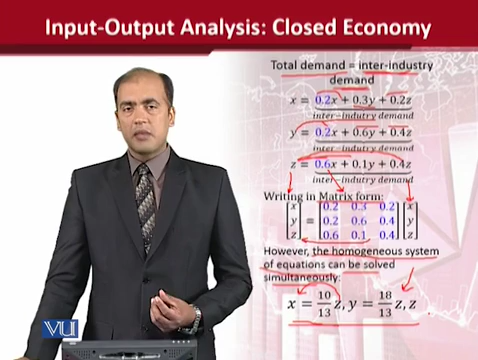 Input-Output Analysis: Closed Economy
Total demand = inter-industry
demand
x = 0.2x + 0.3y + 0.2z
inter−indutry demand
y = 0.2x + 0.6y + 0.4z
inter−indutry demand
z = 0.6x + 0.1y + 0.4z
inter−indutry demand
Writing in Matrix form:
[x y z] = [0.2 0.3 0.2; 0.2 0.6 0.4; 0.6 0.1 0.4] [x y z]
However, the homogeneous system
of equations can be solved
simultaneously:
x = 10/13 z, y = 18/13 z, z
VU